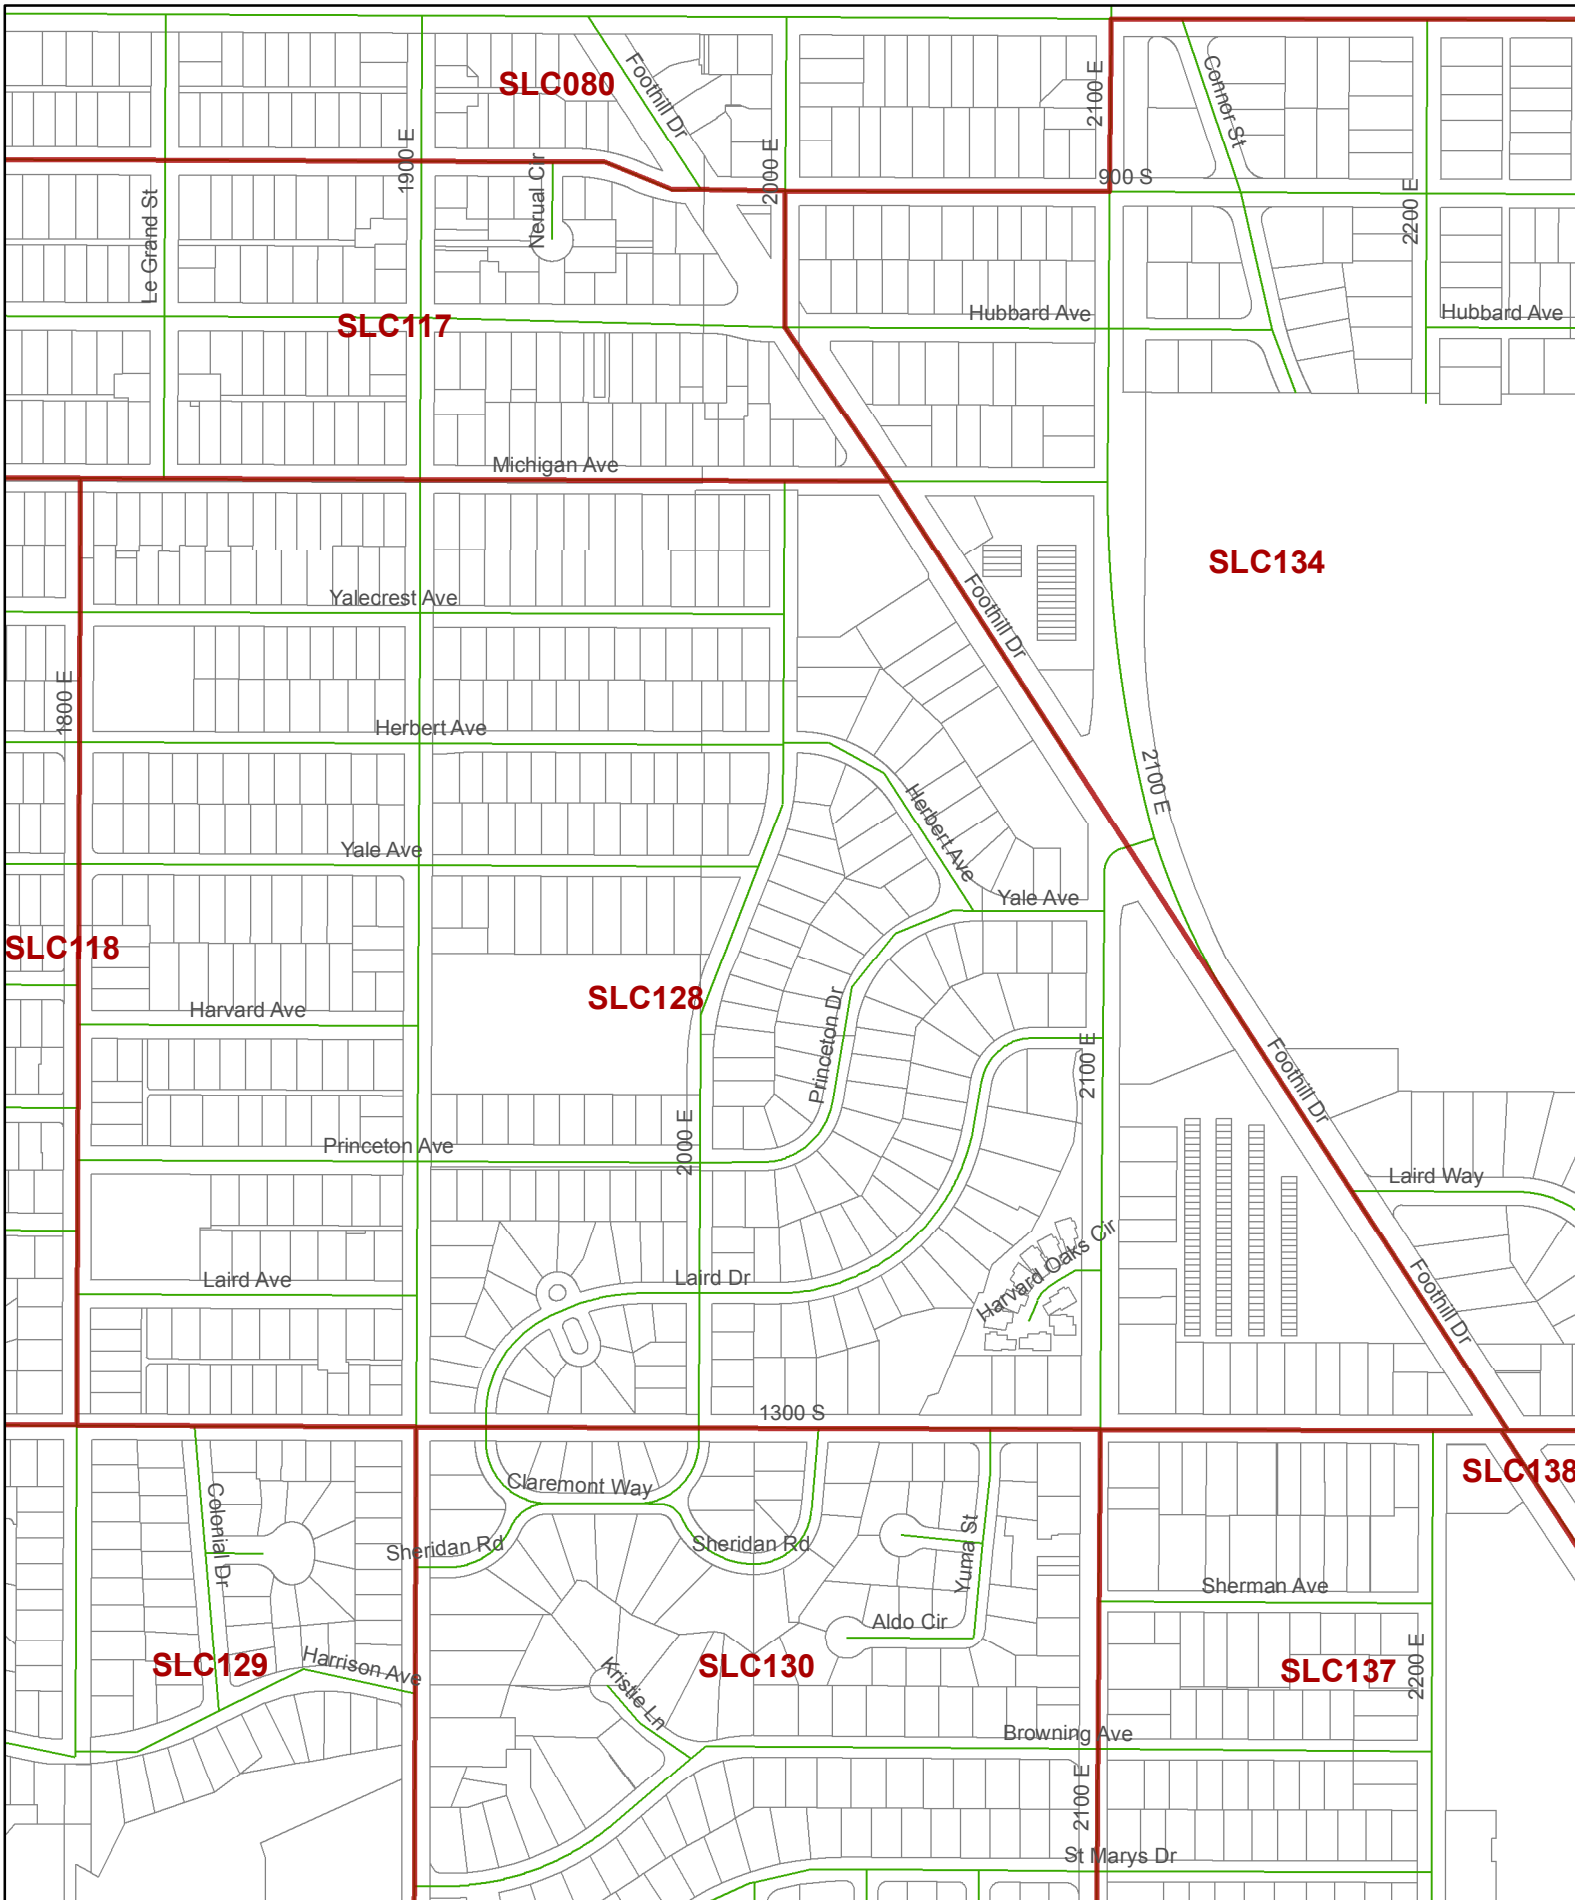 SLC080
Foothill Dr
2100 E
Connor St
1900 E
Nerual Cir
2000 E
900 S
2200 E
Le Grand St
SLC117
Hubbard Ave
Hubbard Ave
Michigan Ave
SLC134
Foothill Dr
Yalecrest Ave
1800 E
Herbert Ave
2100 E
Herbert Ave
Yale Ave
Yale Ave
SLC118
SLC128
Harvard Ave
Princeton Dr
2100 E
Foothill Dr
Princeton Ave
2000 E
Laird Way
Laird Ave
Laird Dr
Harvard Oaks Cir
Foothill Dr
1300 S
SLC138
Claremont Way
Colonial Dr
Sheridan Rd
Sheridan Rd
Yuma St
Sherman Ave
Aldo Cir
SLC129
Harrison Ave
Kristie Ln
SLC130
SLC137
2200 E
Browning Ave
2100 E
St Marys Dr